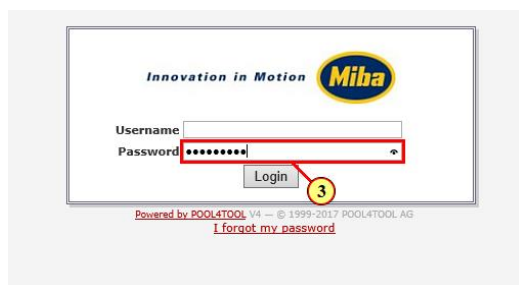 Innovation in Motion Miba
Username
Password •••••••••
Login
3
Powered by POOL4TOOL V4 — © 1999-2017 POOL4TOOL AG
I forgot my password